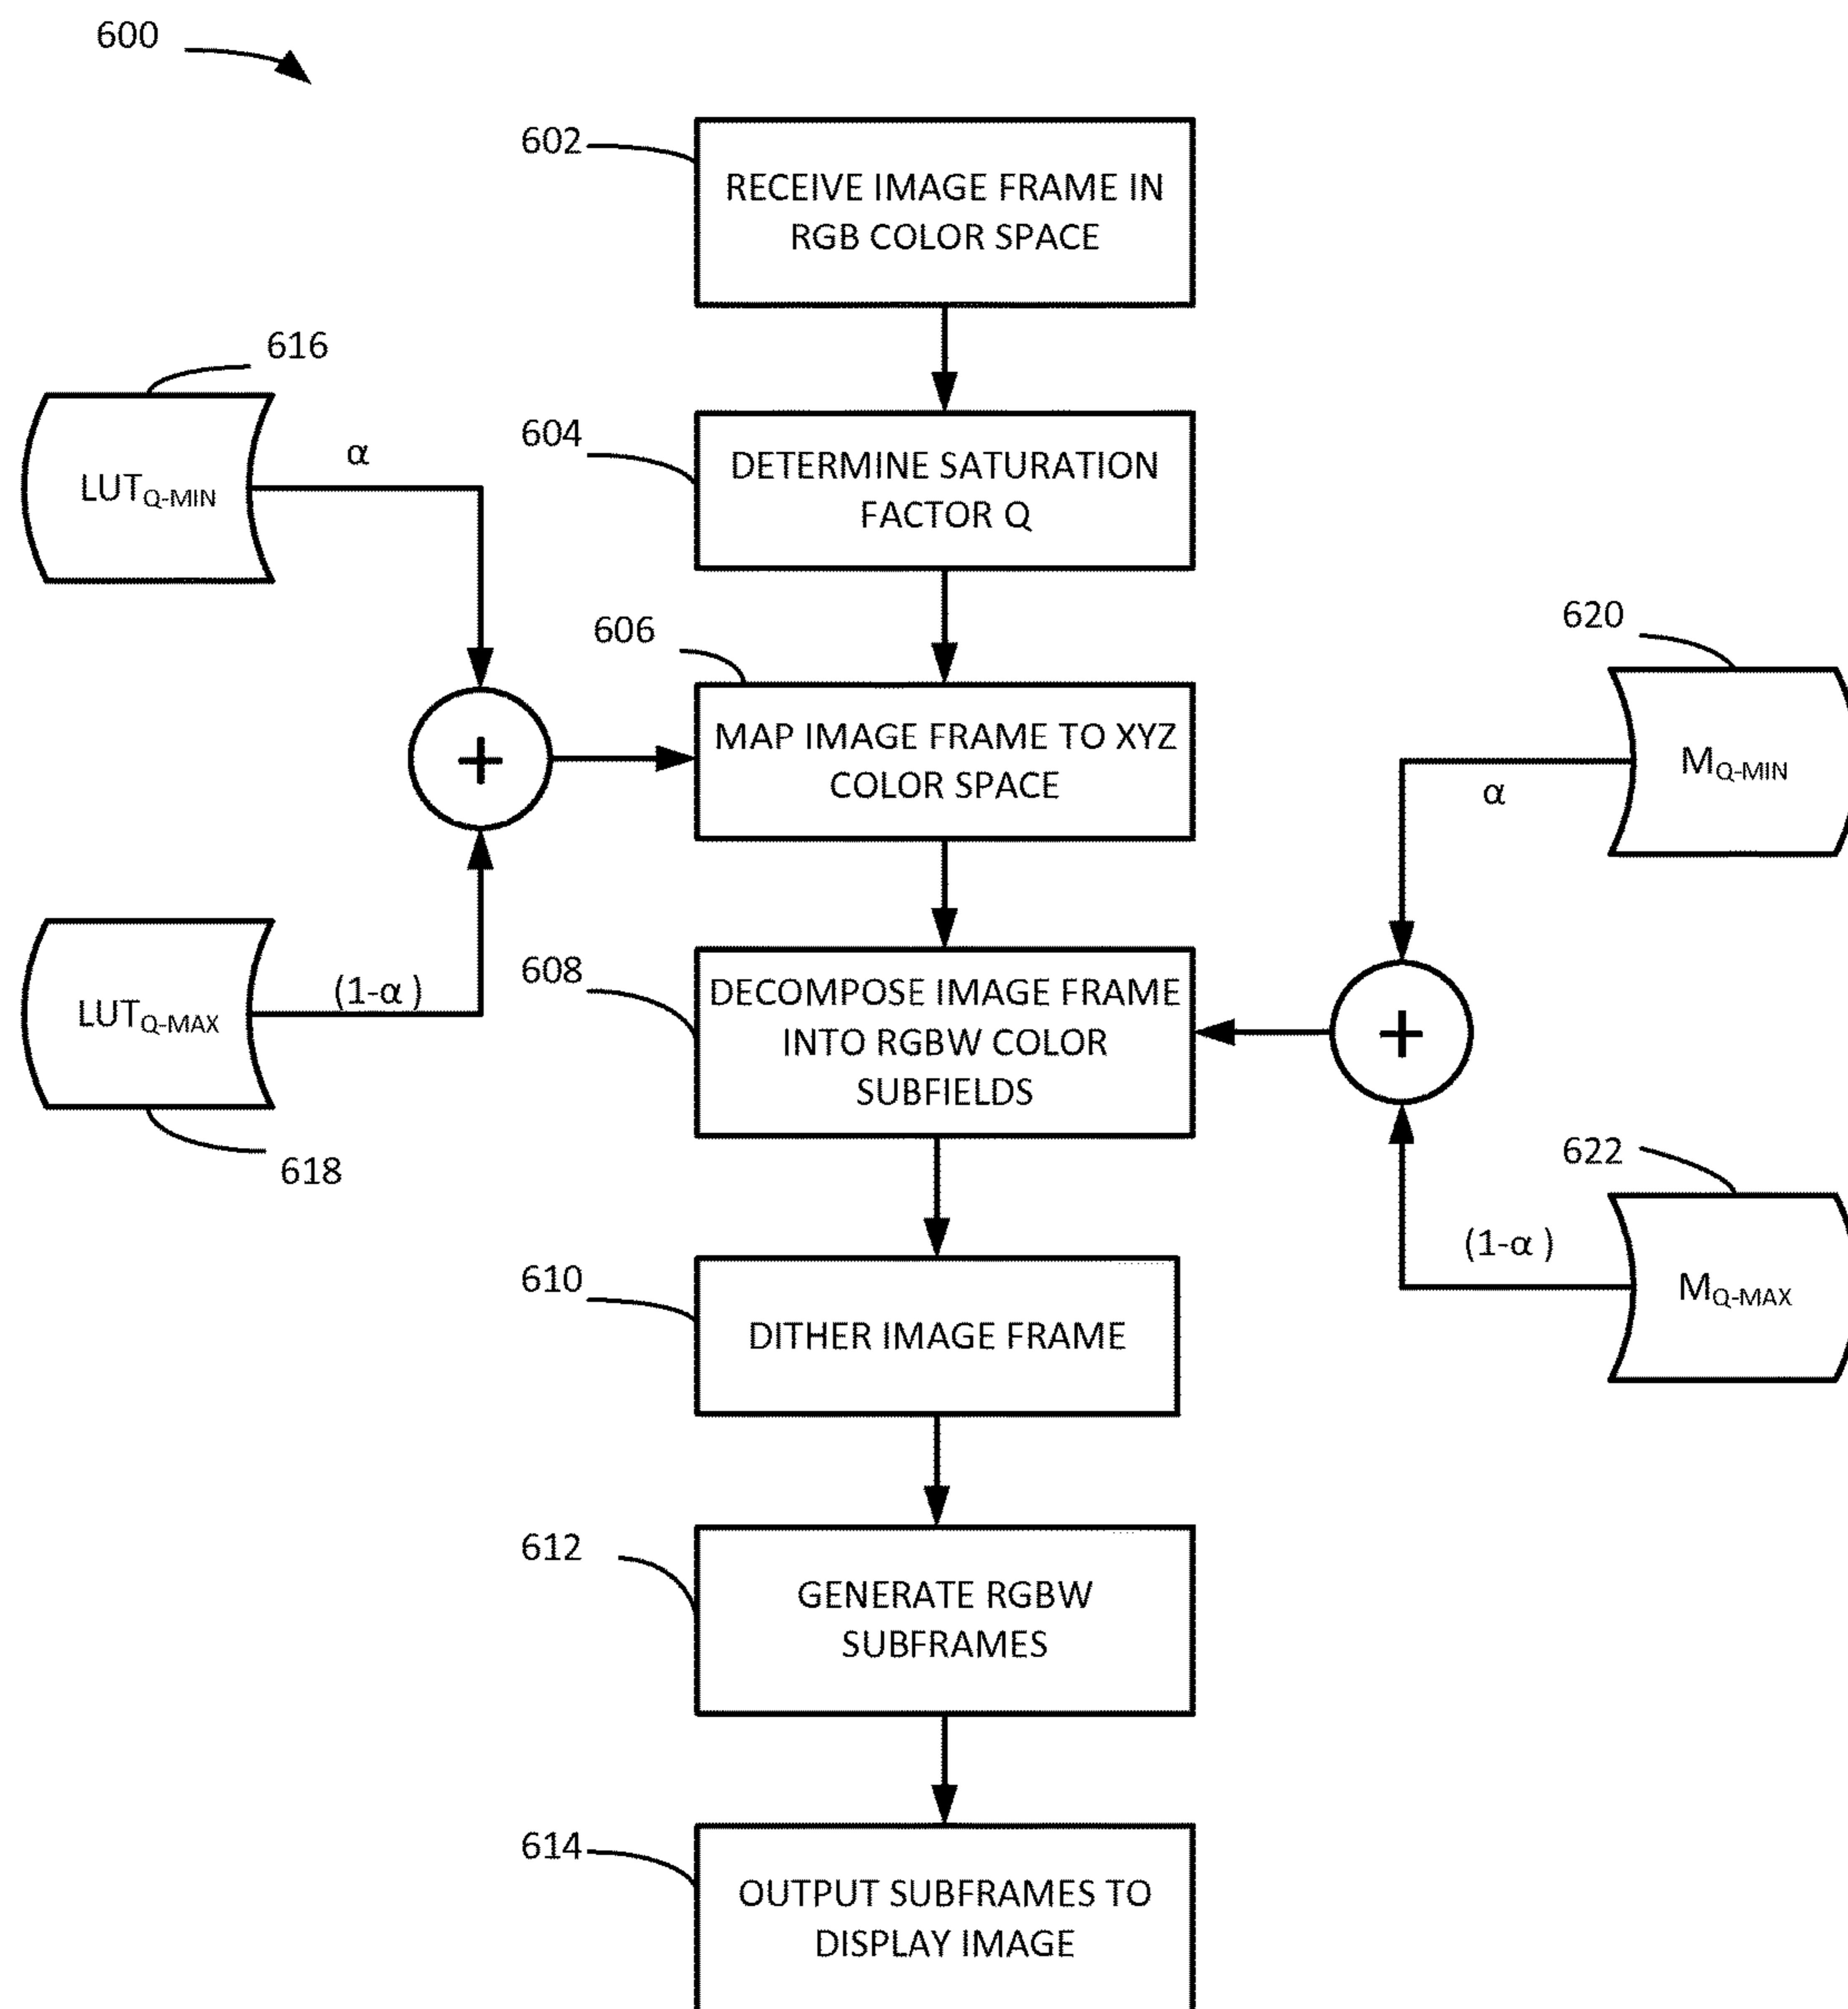 600
602
RECEIVE IMAGE FRAME IN
RGB COLOR SPACE
616
604
DETERMINE SATURATION
FACTOR Q
α
LUTQ-MIN
606
620
MAP IMAGE FRAME TO XYZ
COLOR SPACE
+
MQ-MIN
α
608
DECOMPOSE IMAGE FRAME
INTO RGBW COLOR
SUBFIELDS
(1-α )
LUTQ-MAX
+
618
622
610
DITHER IMAGE FRAME
(1-α )
MQ-MAX
612
GENERATE RGBW
SUBFRAMES
614
OUTPUT SUBFRAMES TO
DISPLAY IMAGE